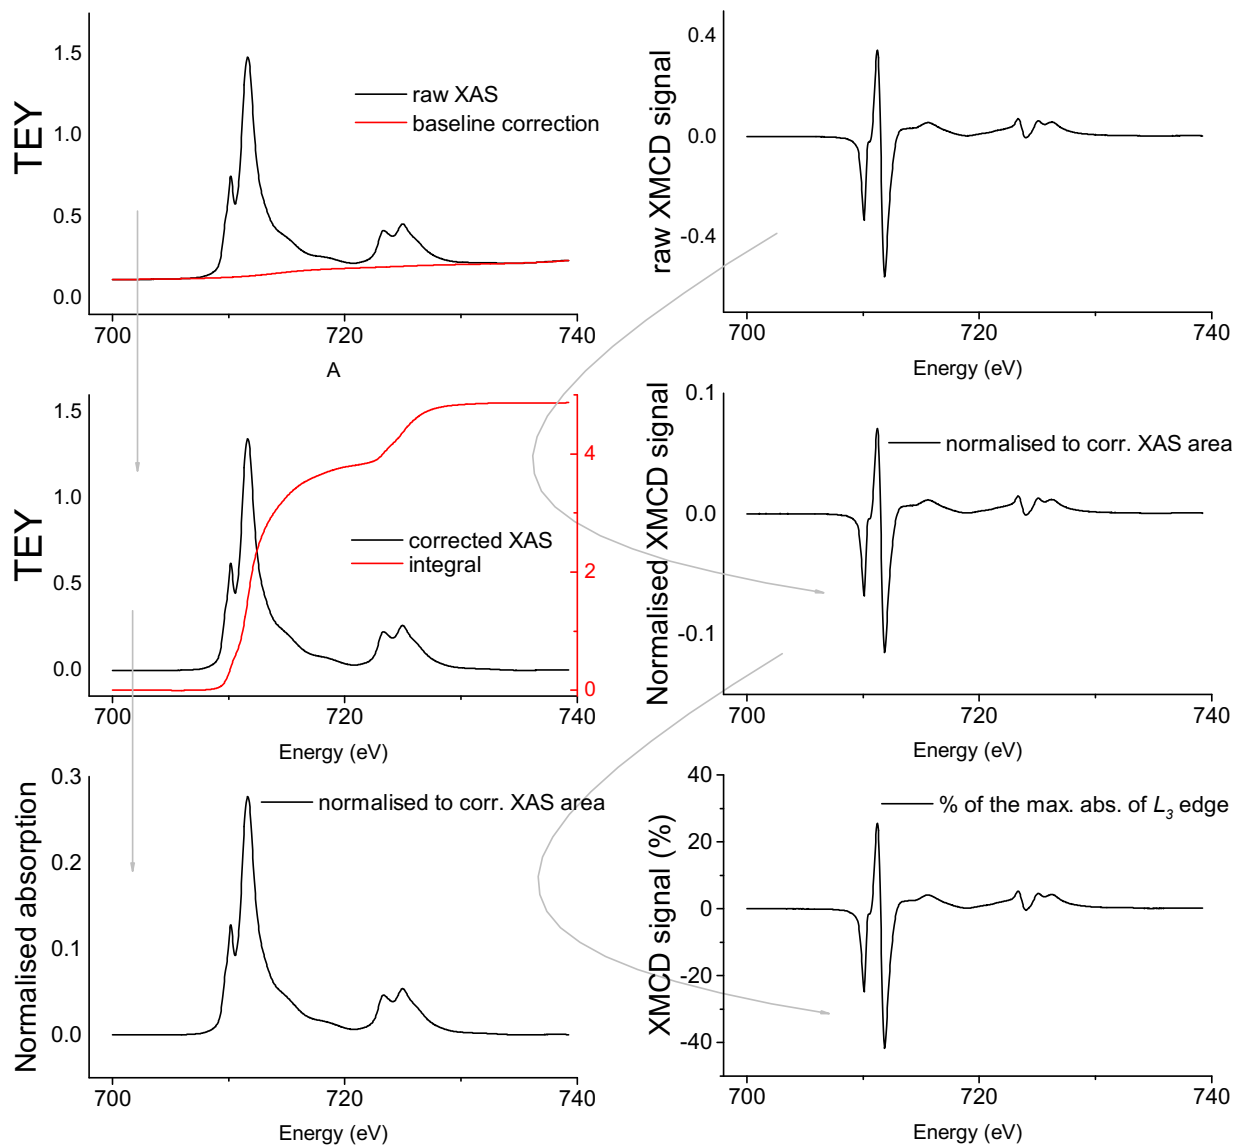 TEY
1.5
1.0
0.5
0.0
raw XAS
baseline correction
700
720
740
A
raw XMCD signal
0.4
0.0
-0.4
700
720
740
Energy (eV)
TEY
1.5
1.0
0.5
0.0
4
2
0
corrected XAS
integral
700
720
740
Energy (eV)
Normalised XMCD signal
0.1
0.0
-0.1
normalised to corr. XAS area
700
720
740
Energy (eV)
Normalised absorption
0.3
0.2
0.1
0.0
normalised to corr. XAS area
700
720
740
Energy (eV)
XMCD signal (%)
40
20
0
-20
-40
% of the max. abs. of L3 edge
700
720
740
Energy (eV)